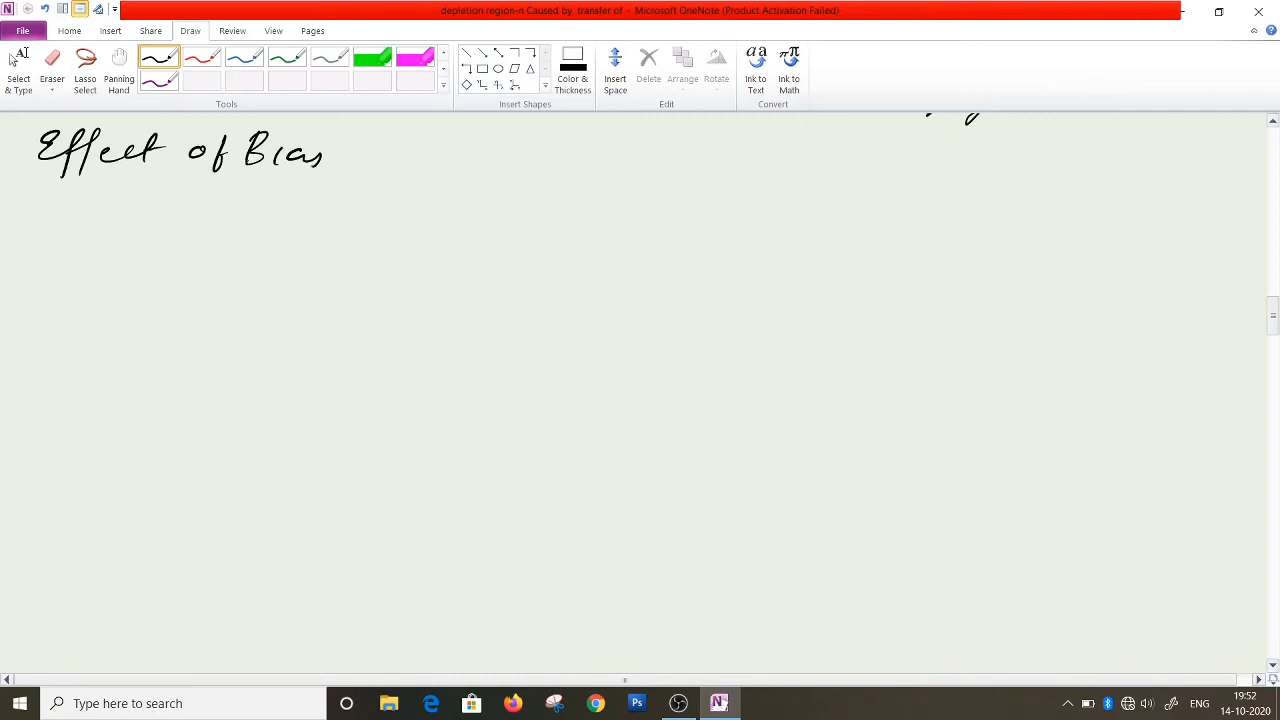 depletion region-n Caused by transfer of - Microsoft OneNote (Product Activation Failed)
File Home Insert Share Draw Review View Pages
Select & Type
Eraser
Lasso Select
Panning Hand
Color & Thickness
Insert Space
Delete
Arrange
Rotate
Ink to Text
Ink to Math
Tools Insert Shapes Edit Convert
Effect of Bias
Type here to search
ENG
19:52
14-10-2020